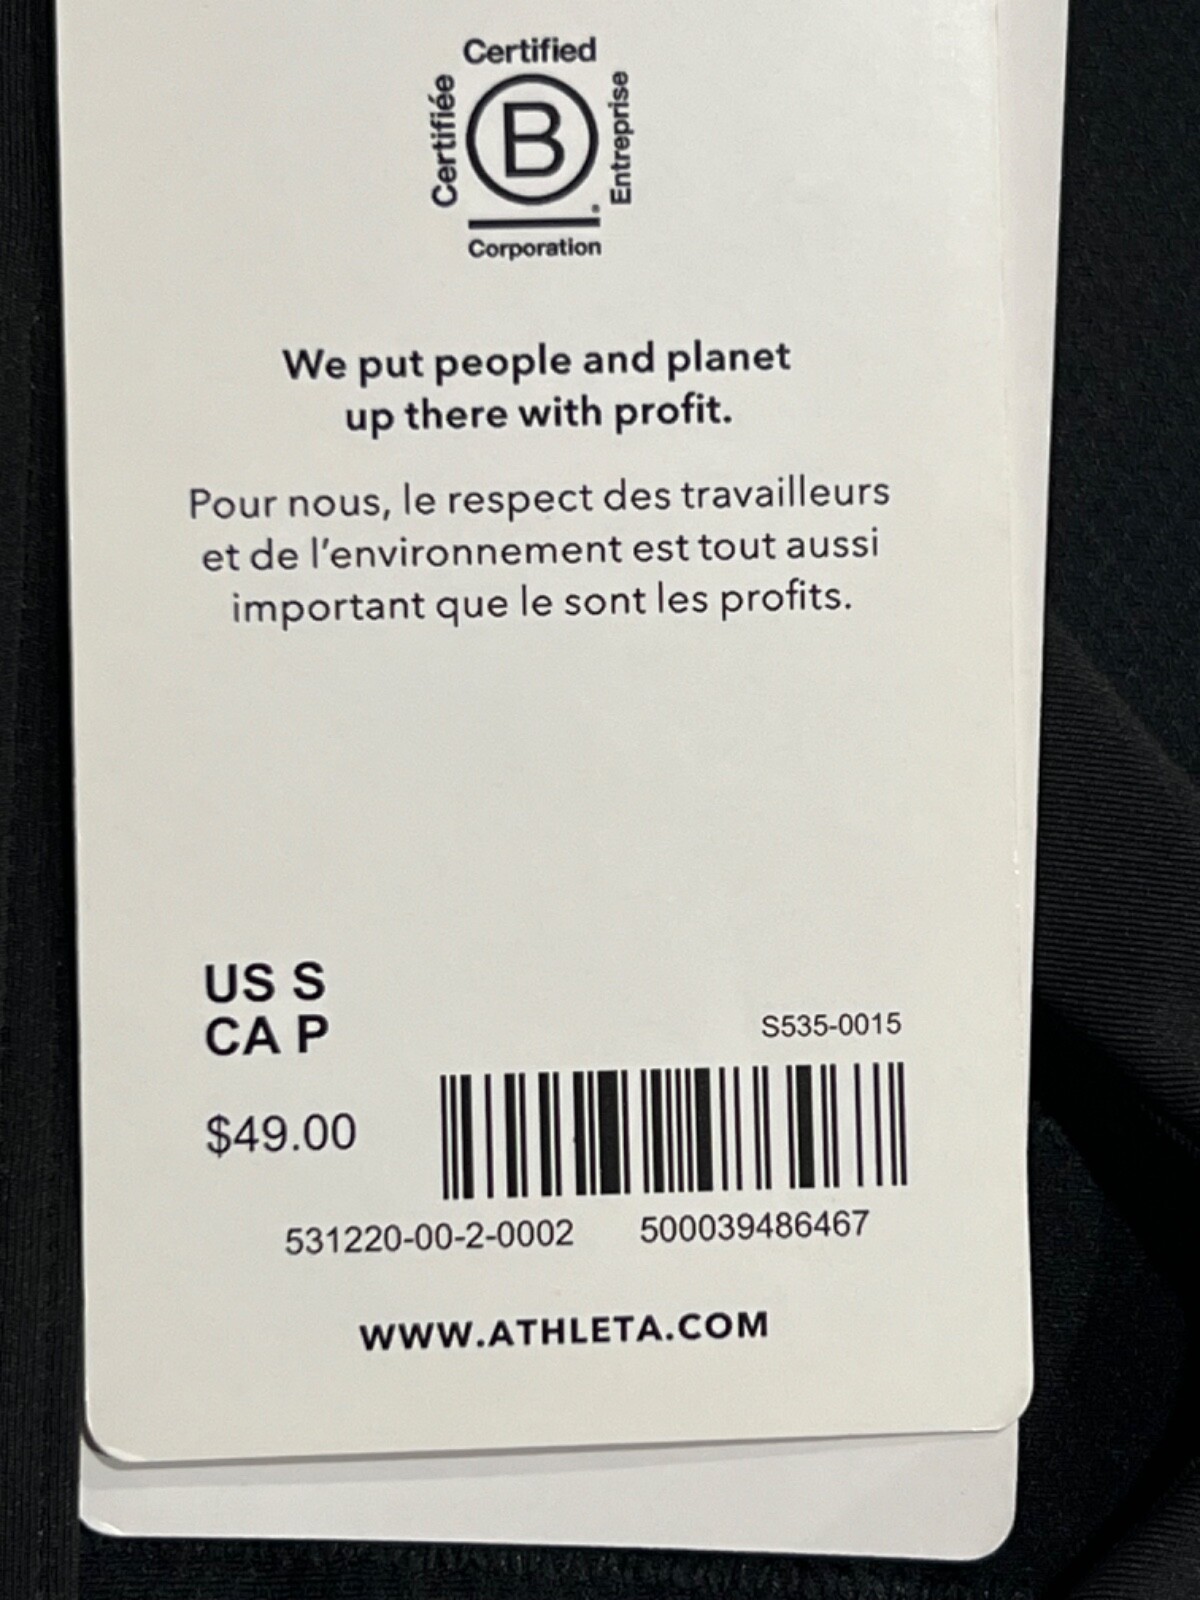 Certified
Certifiée
B
Entreprise
Corporation
We put people and planet
up there with profit.
Pour nous, le respect des travailleurs
et de l'environnement est tout aussi
important que le sont les profits.
US S
CA P
S535-0015
$49.00
531220-00-2-0002 500039486467
WWW.ATHLETA.COM